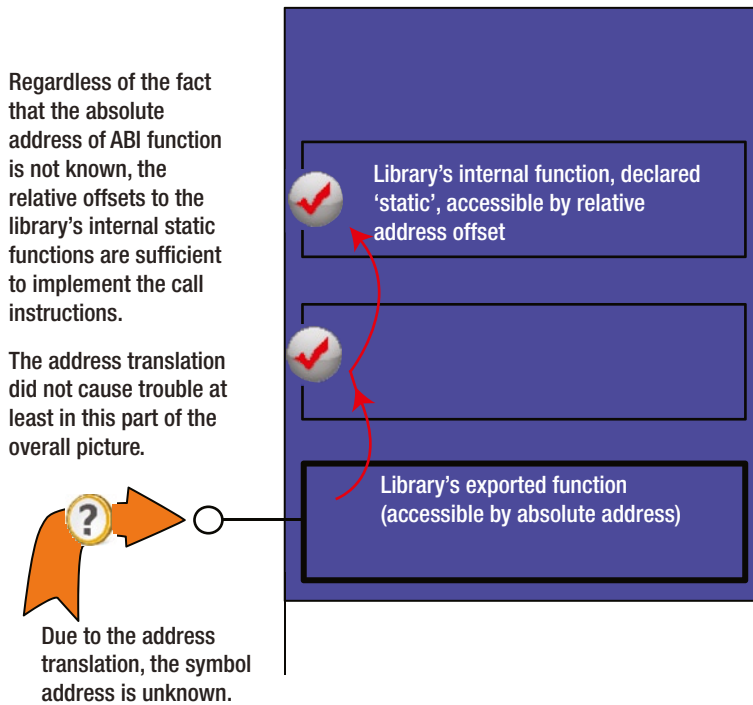 Regardless of the fact
that the absolute
address of ABI function
is not known, the
relative offsets to the
library's internal static
functions are sufficient
to implement the call
instructions.
The address translation
did not cause trouble at
least in this part of the
overall picture.
Library's internal function, declared
‘static’, accessible by relative
address offset
Library's exported function
(accessible by absolute address)
?
Due to the address
translation, the symbol
address is unknown.